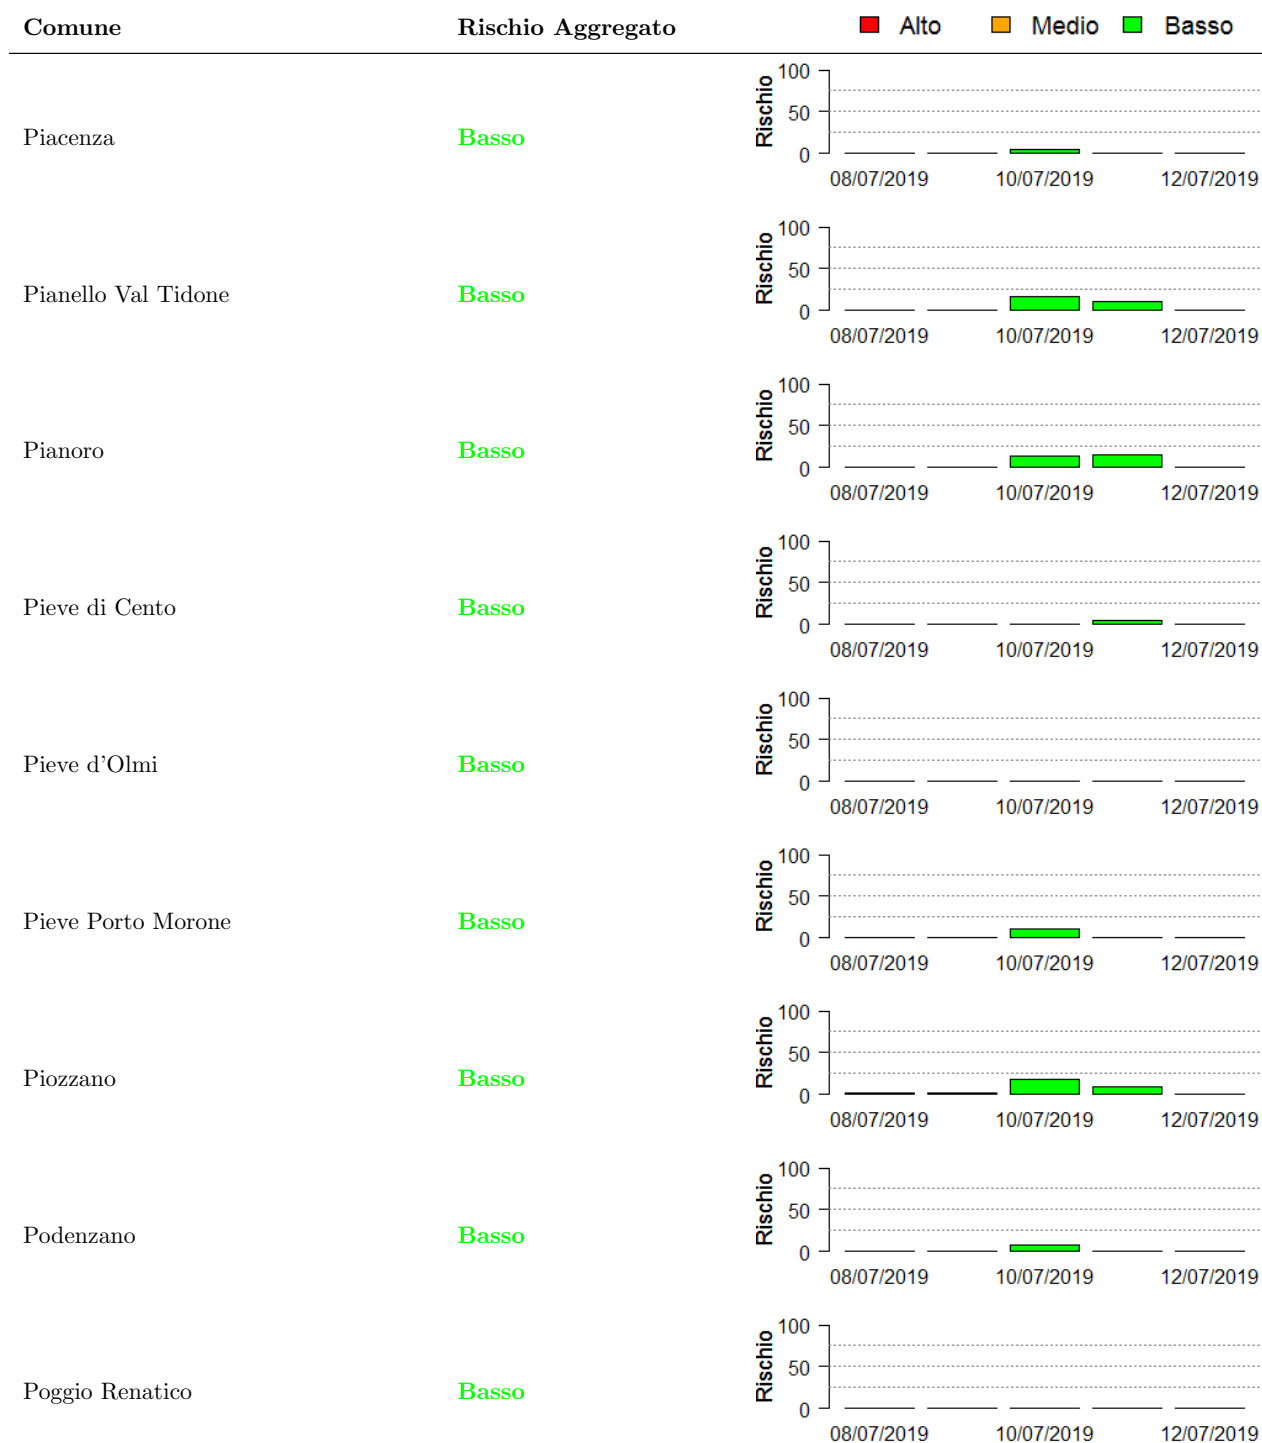 Comune Rischio Aggregato Alto Medio Basso
Piacenza Basso Rischio 100 50 0
08/07/2019 10/07/2019 12/07/2019
Pianello Val Tidone Basso Rischio 100 50 0
08/07/2019 10/07/2019 12/07/2019
Pianoro Basso Rischio 100 50 0
08/07/2019 10/07/2019 12/07/2019
Pieve di Cento Basso Rischio 100 50 0
08/07/2019 10/07/2019 12/07/2019
Pieve d'Olmi Basso Rischio 100 50 0
08/07/2019 10/07/2019 12/07/2019
Pieve Porto Morone Basso Rischio 100 50 0
08/07/2019 10/07/2019 12/07/2019
Piozzano Basso Rischio 100 50 0
08/07/2019 10/07/2019 12/07/2019
Podenzano Basso Rischio 100 50 0
08/07/2019 10/07/2019 12/07/2019
Poggio Renatico Basso Rischio 100 50 0
08/07/2019 10/07/2019 12/07/2019